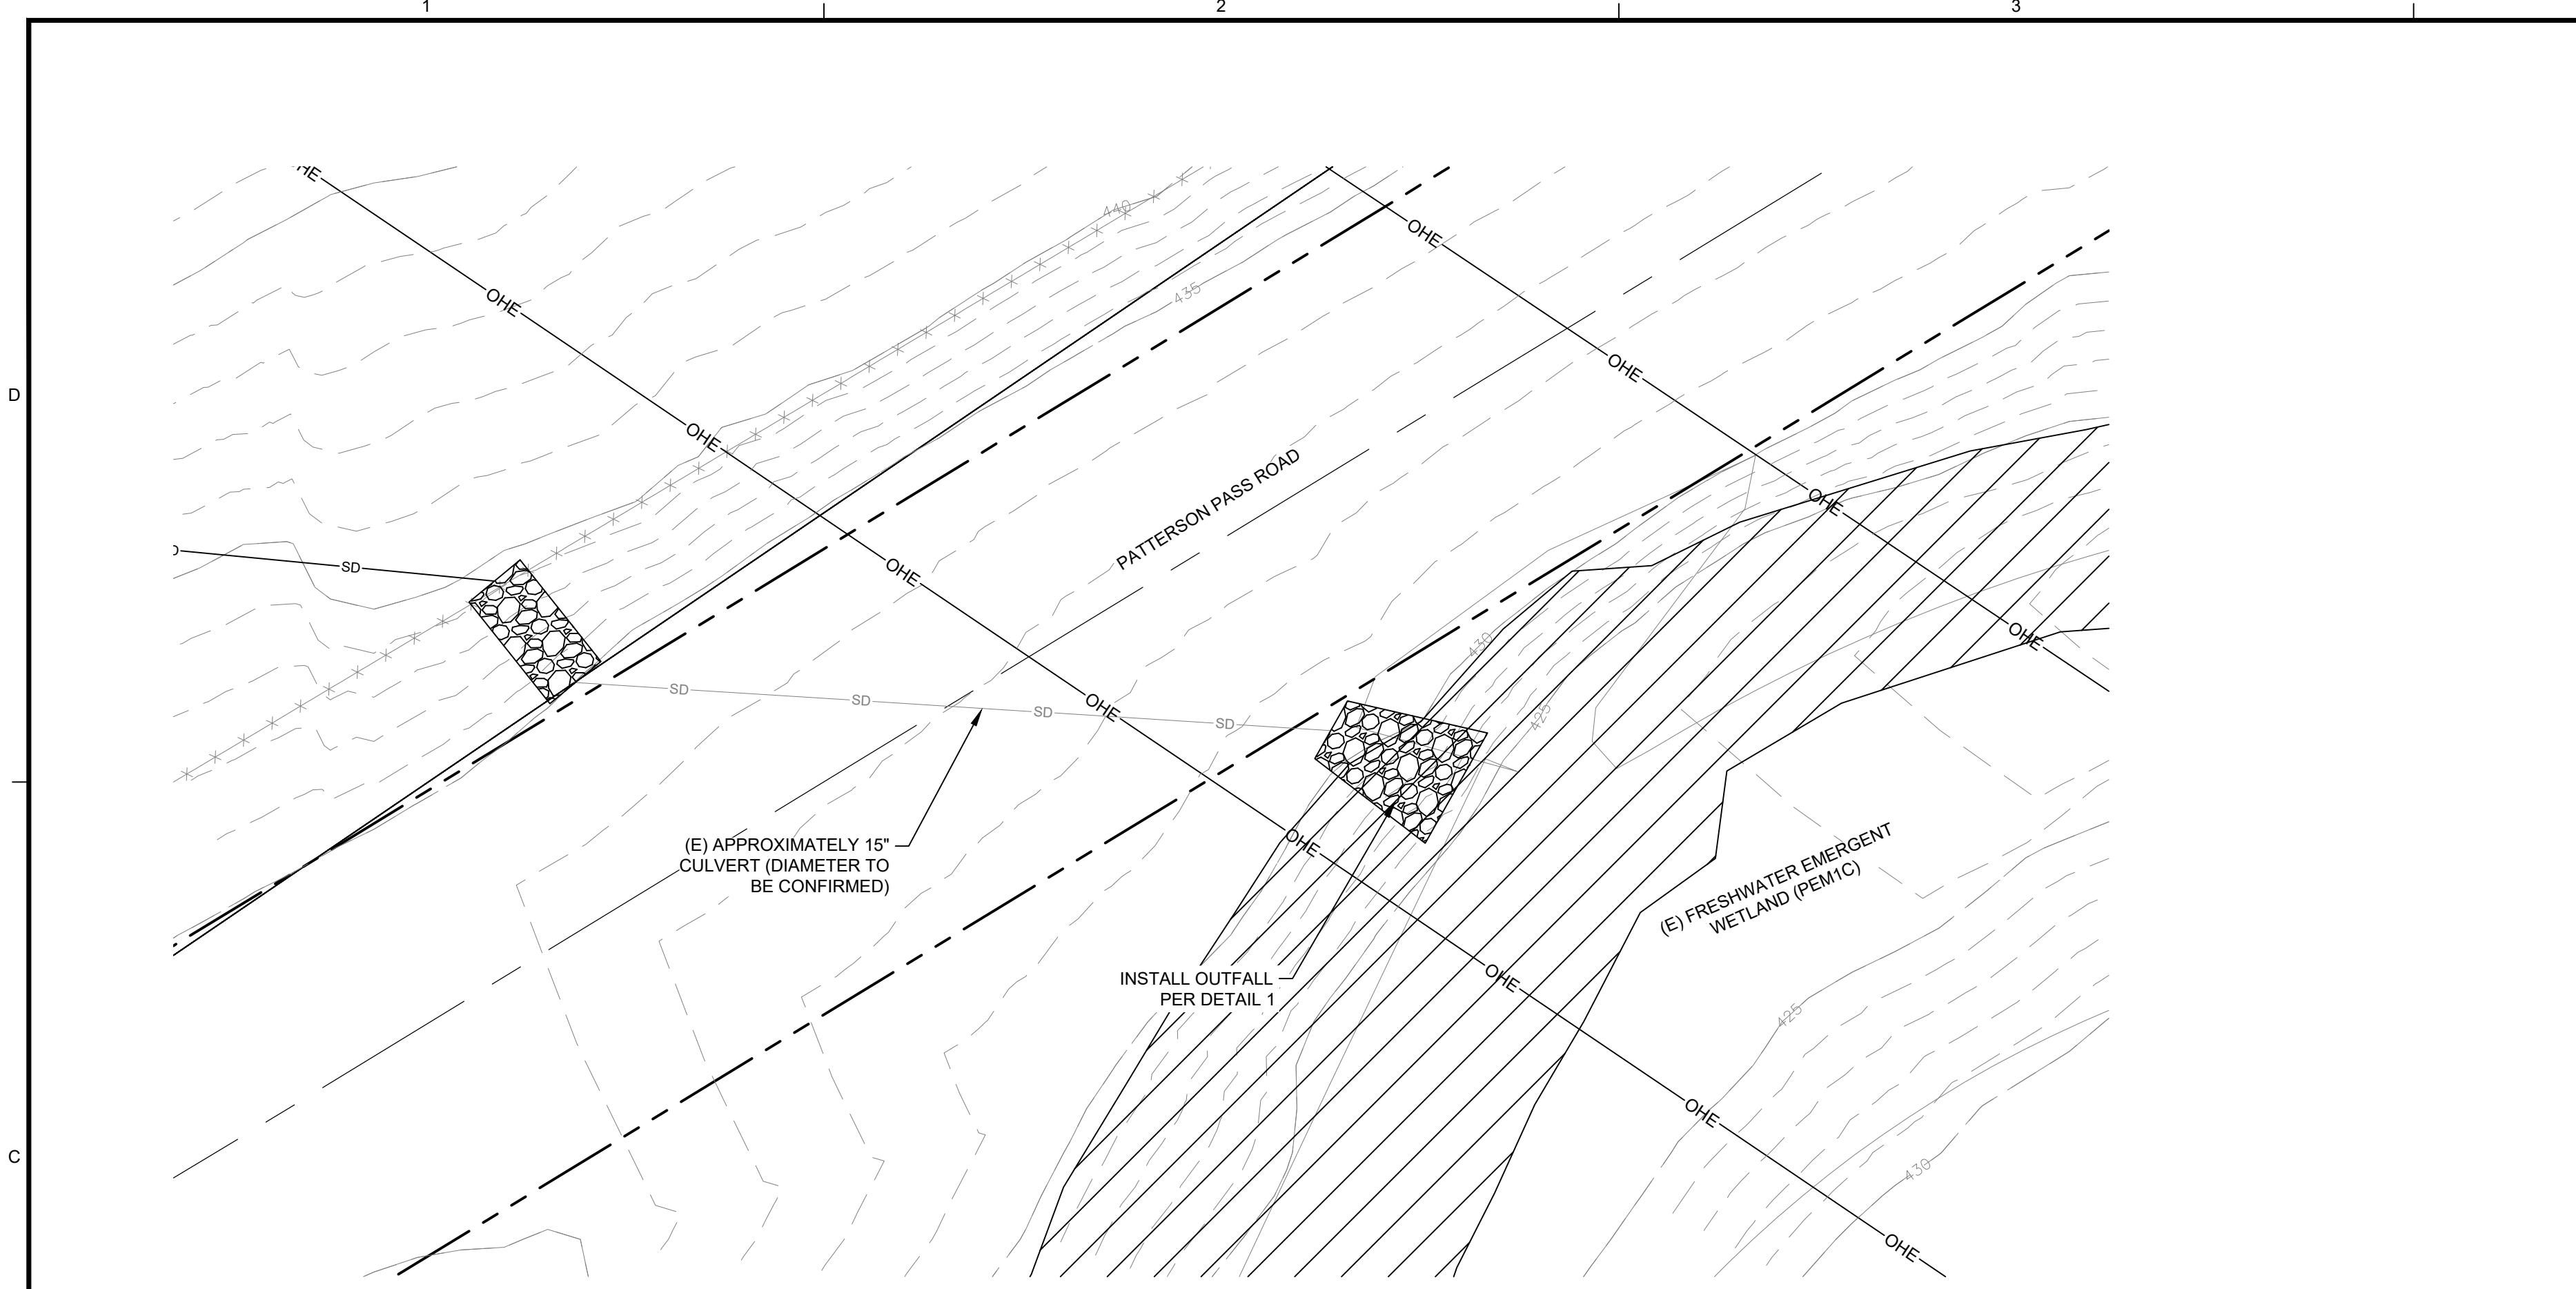 1
2
3
HE
OHE
440
OHE
435
OHE
D
OHE
PATTERSON PASS ROAD
OHE
SD
OHE
430
OHE
SD
SD
SD
OHE
SD
425
(E) APPROXIMATELY 15"
CULVERT (DIAMETER TO
BE CONFIRMED)
OHE
(E) FRESHWATER EMERGENT
WETLAND (PEM1C)
INSTALL OUTFALL
PER DETAIL 1
OHE
425
OHE
C
430
OHE